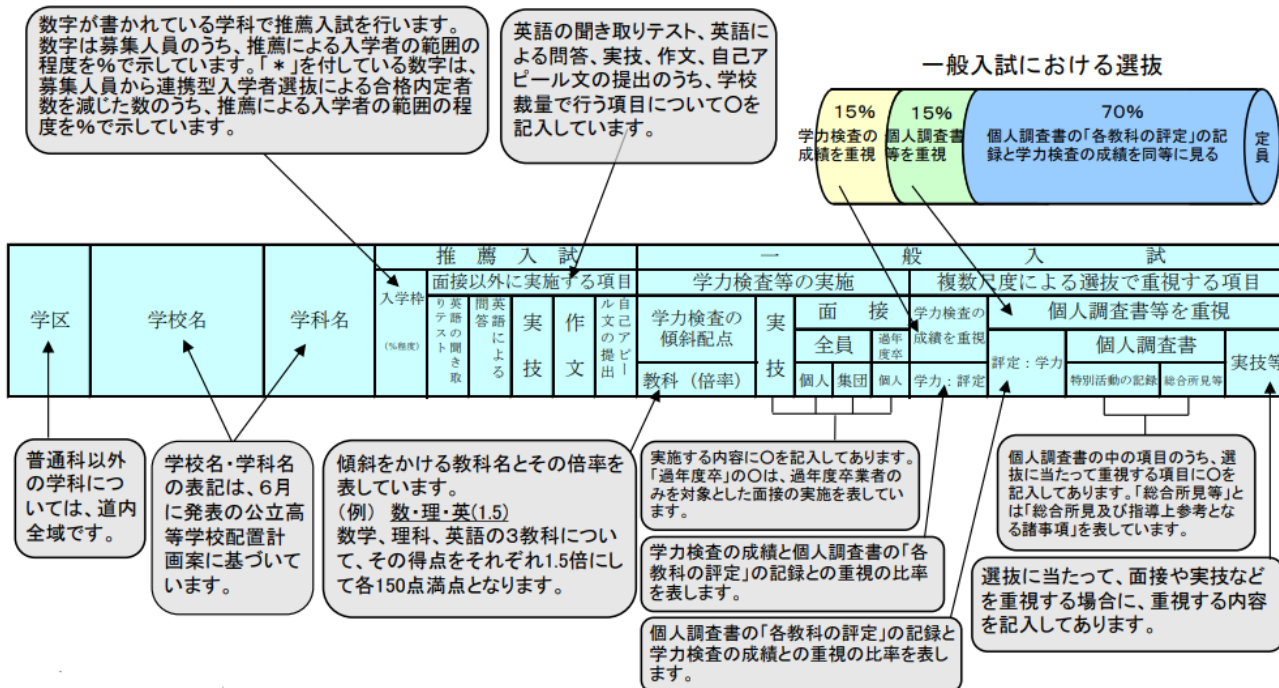 数字が書かれている学科で推薦入試を行います。
数字は募集人員のうち、推薦による入学者の範囲の
程度を%で示しています。「＊」を付している数字は、
募集人員から連携型入学者選抜による合格内定者
数を減じた数のうち、推薦による入学者の範囲の程
度を%で示しています。
英語の聞き取りテスト、英語に
よる問答、実技、作文、自己ア
ピール文の提出のうち、学校
裁量で行う項目について○を
記入しています。
一般入試における選抜
15%
学力検査の
成績を重視
15%
個人調査書
等を重視
70%
個人調査書の「各教科の評定」の記
録と学力検査の成績を同等に見る
定員
学区
学校名
学科名
推薦入試
入学枠
(%程度)
面接以外に実施する項目
英語の聞き取
りテスト
英語による
問答
実技
作文
自己アピー
ル文の提出
一般入試
学力検査等の実施
学力検査の
傾斜配点
教科（倍率）
実技
面接
全員
過年
度卒
個人
集団
個人
複数尺度による選抜で重視する項目
学力検査の
成績を重視
学力：評定
個人調査書等を重視
評定：学力
個人調査書
特別活動の記録
総合所見等
実技等
普通科以外
の学科につ
いては、道内
全域です。
学校名・学科名
の表記は、６月
に発表の公立高
等学校配置計
画案に基づいて
います。
傾斜をかける教科名とその倍率を
表しています。
（例） 数・理・英(1.5)
数学、理科、英語の３教科につい
て、その得点をそれぞれ1.5倍にし
て各150点満点となります。
実施する内容に○を記入してあります。
「過年度卒」の○は、過年度卒業者の
みを対象とした面接の実施を表してい
ます。
学力検査の成績と個人調査書の「各
教科の評定」の記録との重視の比率
を表します。
個人調査書の「各教科の評定」の記録と
学力検査の成績との重視の比率を表し
ます。
個人調査書の中の項目のうち、選
抜に当たって重視する項目に○を
記入してあります。「総合所見等」と
は「総合所見及び指導上参考とな
る諸事項」を表しています。
選抜に当たって、面接や実技など
を重視する場合に、重視する内容
を記入してあります。